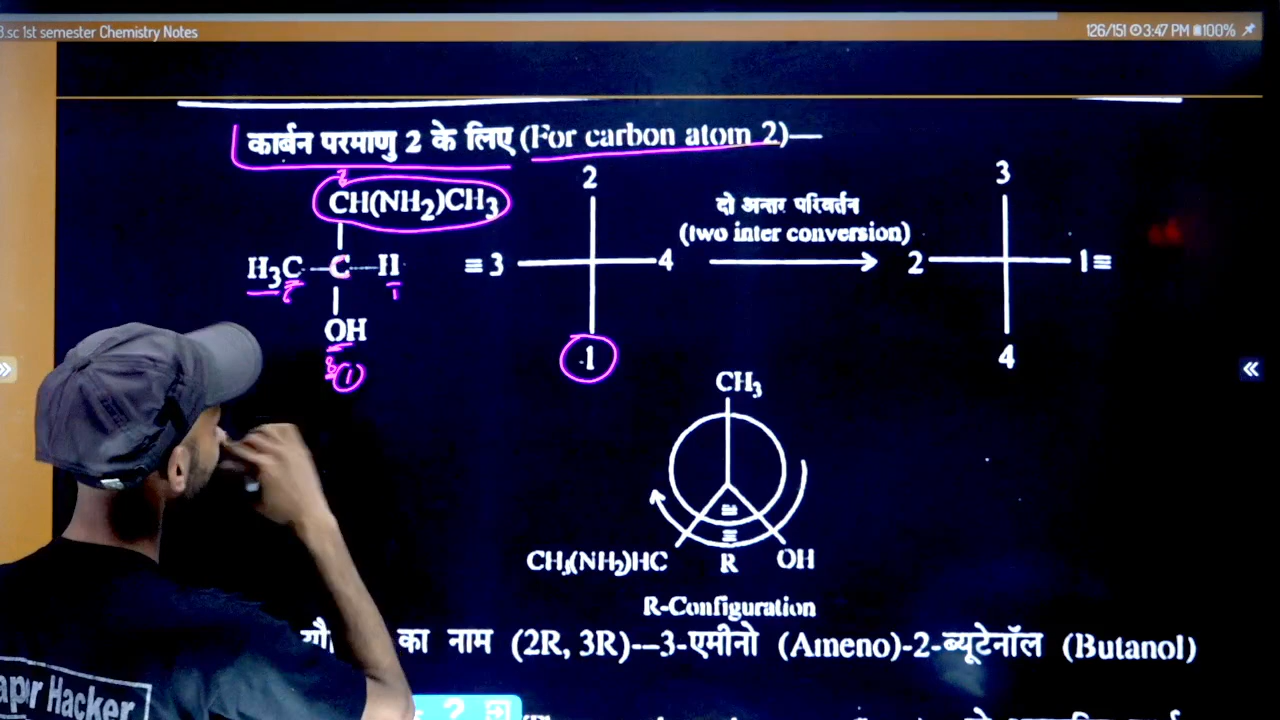 B.sc 1st semester Chemistry Notes
126/151 3:47 PM 100%
कार्बन परमाणु 2 के लिए (For carbon atom 2)—
CH(NH₂)CH₃
H₃C—C—H
OH
1
≡ 3
2
4
1
दो अन्तर परिवर्तन
(two inter conversion)
3
2
1 ≡
4
CH₃
CH₃(NH₂)HC
R
OH
R-Configuration
का नाम (2R, 3R)—3-एमीनो (Ameno)-2-ब्यूटेनॉल (Butanol)
Hacker